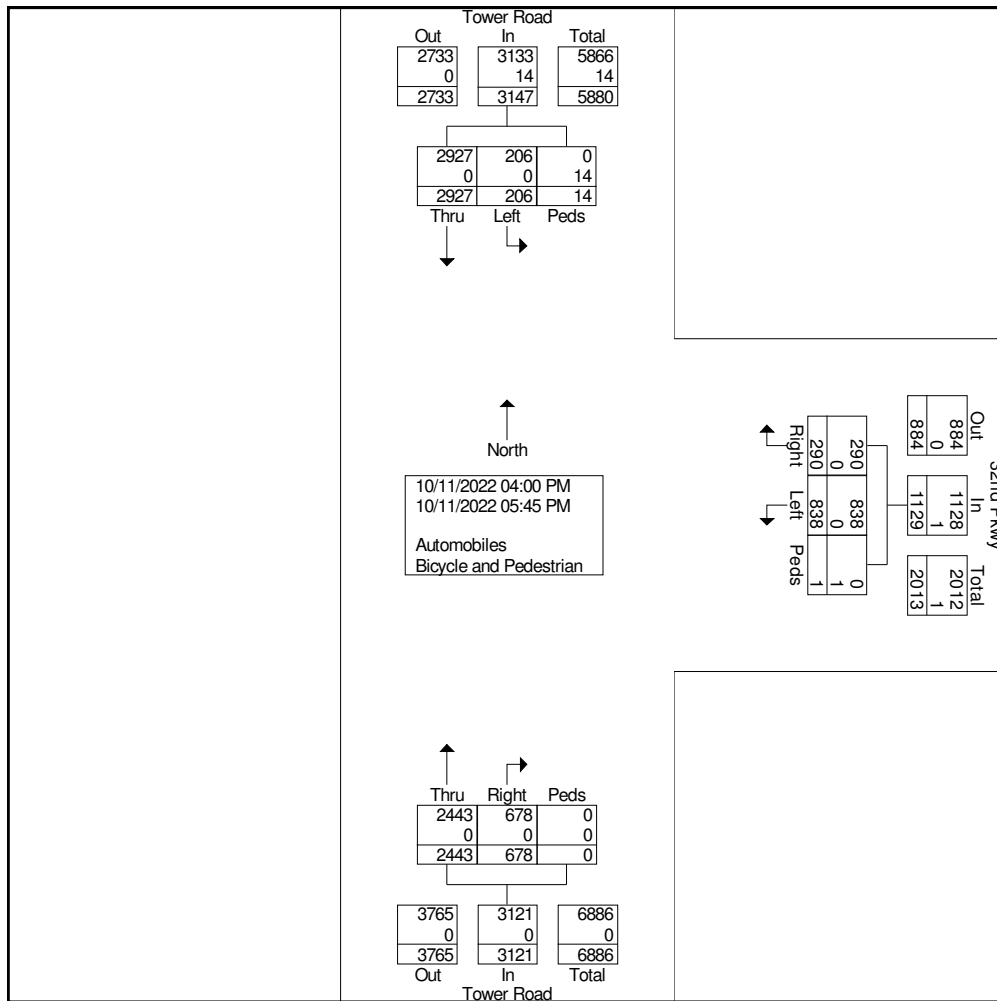 Tower Road
Out In Total
2733 3133 5866
0 14 14
2733 3147 5880
2927 206 0
0 0 14
2927 206 14
Thru Left Peds
North
10/11/2022 04:00 PM
10/11/2022 05:45 PM
Automobiles
Bicycle and Pedestrian
Out In Total
884 1128 2012
0 1 1
884 1129 2013
290 838 0
0 0 1
290 838 1
Right Left Peds
Thru Right Peds
2443 678 0
0 0 0
2443 678 0
3765 3121 6886
0 0 0
3765 3121 6886
Out In Total
Tower Road